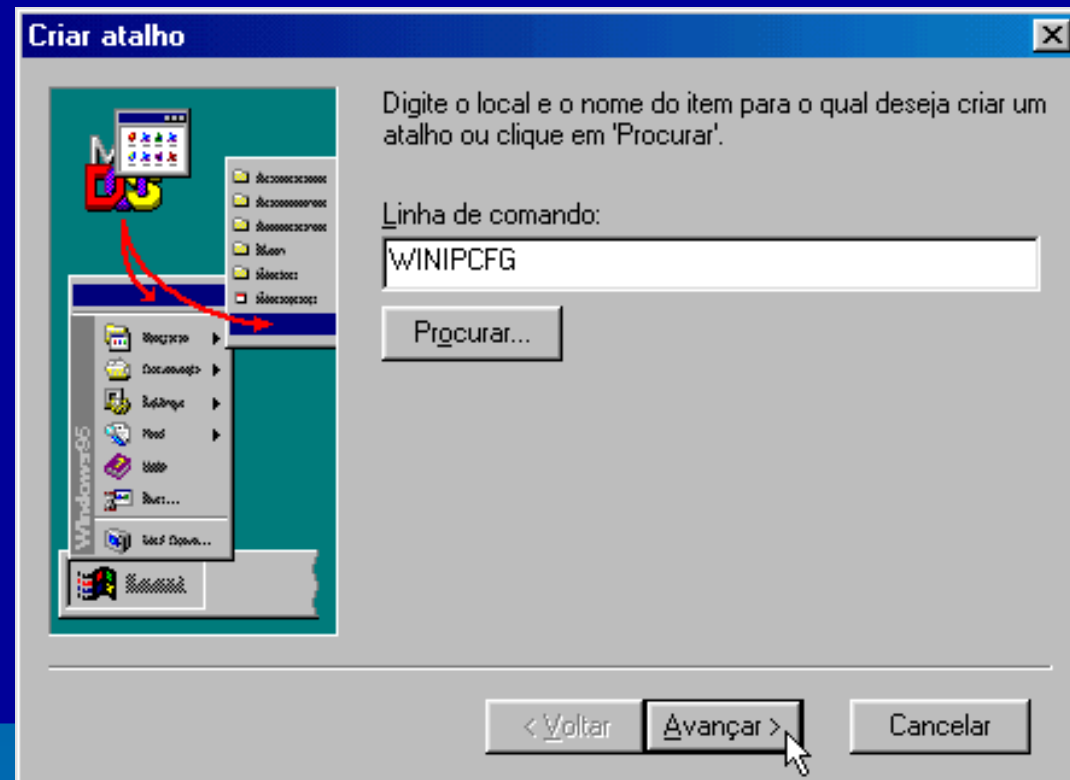 Criar atalho
Digite o local e o nome do item para o qual deseja criar um
atalho ou clique em 'Procurar'.
Linha de comando:
WINIPCFG
Procurar...
Windows95
< Voltar
Avançar >
Cancelar